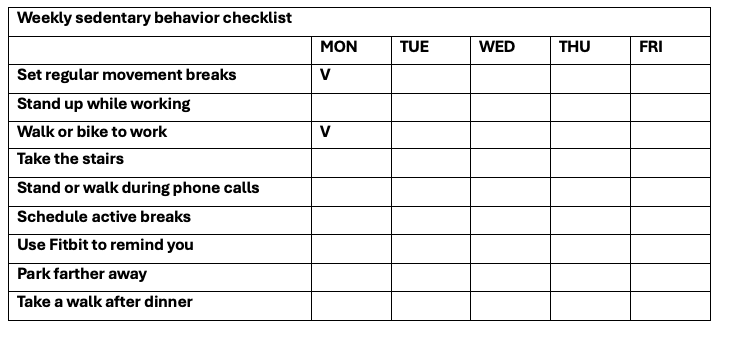 Weekly sedentary behavior checklist
MON TUE WED THU FRI
Set regular movement breaks V
Stand up while working
Walk or bike to work V
Take the stairs
Stand or walk during phone calls
Schedule active breaks
Use Fitbit to remind you
Park farther away
Take a walk after dinner